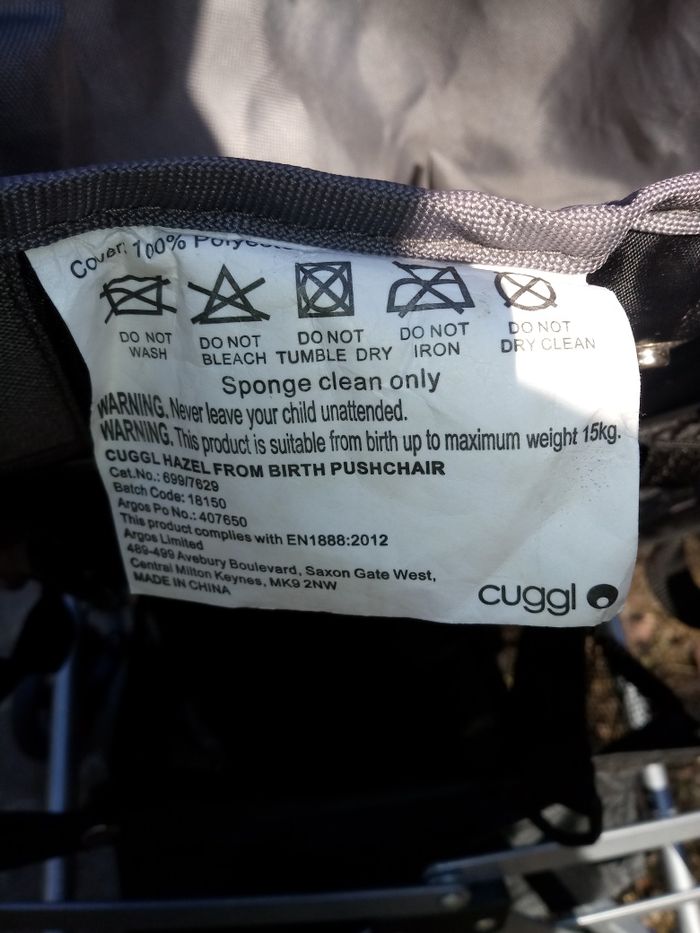 Cover: 100%
DO NOT WASH
DO NOT BLEACH
DO NOT TUMBLE DRY
DO NOT IRON
DO NOT DRY CLEAN
Sponge clean only
WARNING. Never leave your child unattended.
WARNING. This product is suitable from birth up to maximum weight 15kg.
CUGGL HAZEL FROM BIRTH PUSHCHAIR
Cat.No.: 699/7629
Batch Code: 18150
Argos Po No.: 407650
This product complies with EN1888:2012
Argos Limited
489-499 Avebury Boulevard, Saxon Gate West,
Central Milton Keynes, MK9 2NW
MADE IN CHINA
cuggl